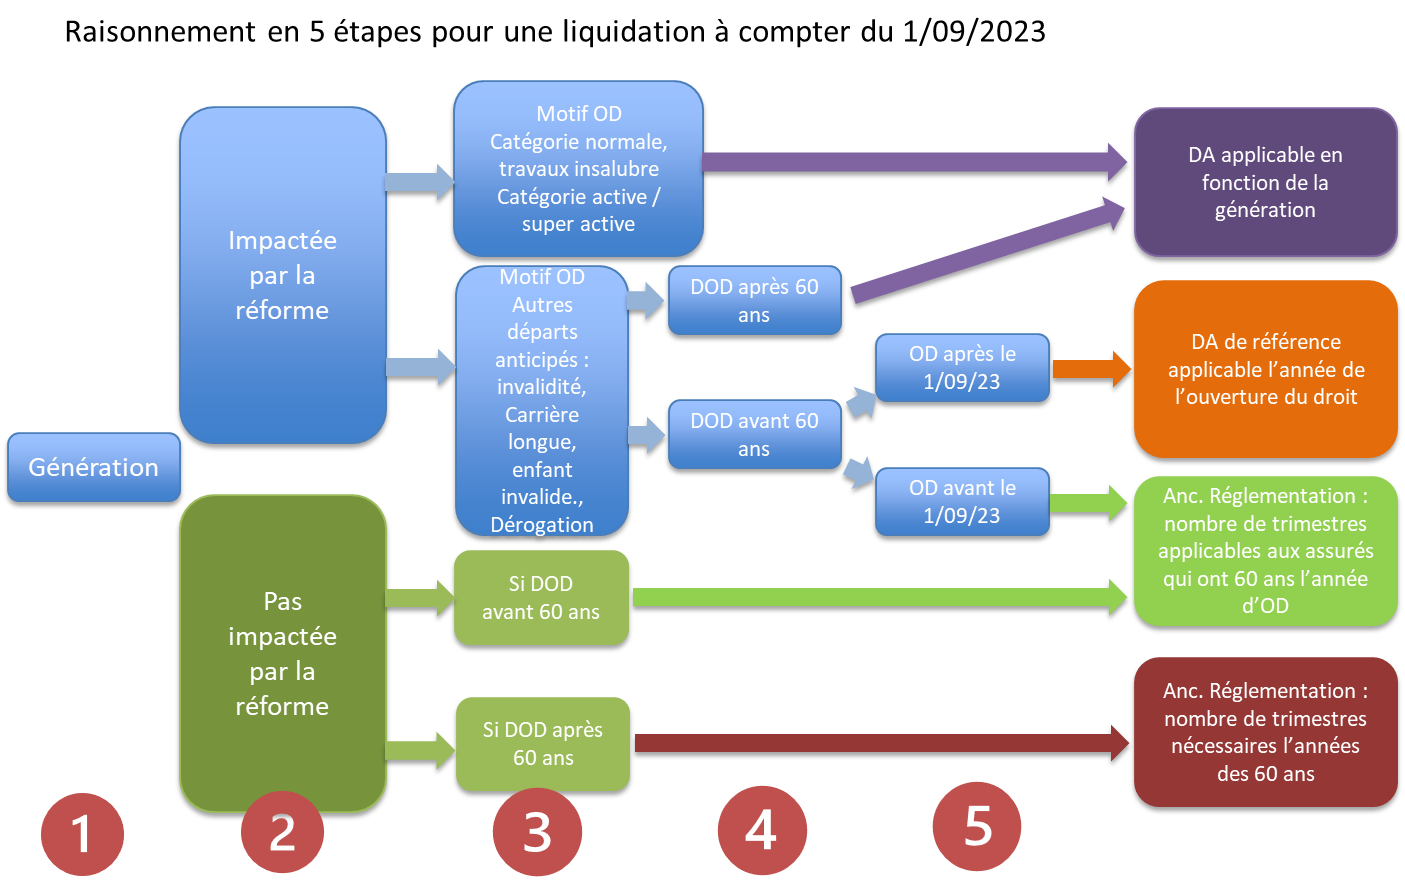 Raisonnement en 5 étapes pour une liquidation à compter du 1/09/2023
Génération
Impactée
par la
réforme
Pas
impactée
par la
réforme
Motif OD
Catégorie normale,
travaux insalubre
Catégorie active /
super active
Motif OD
Autres
départs
anticipés :
invalidité,
Carrière
longue,
enfant
invalide.,
Dérogation
Si DOD
avant 60 ans
Si DOD après
60 ans
DOD après 60
ans
DOD avant 60
ans
OD après le
1/09/23
OD avant le
1/09/23
DA applicable en
fonction de la
génération
DA de référence
applicable l’année de
l’ouverture du droit
Anc. Réglementation :
nombre de trimestres
applicables aux assurés
qui ont 60 ans l’année
d’OD
Anc. Réglementation :
nombre de trimestres
nécessaires l’années
des 60 ans
1
2
3
4
5